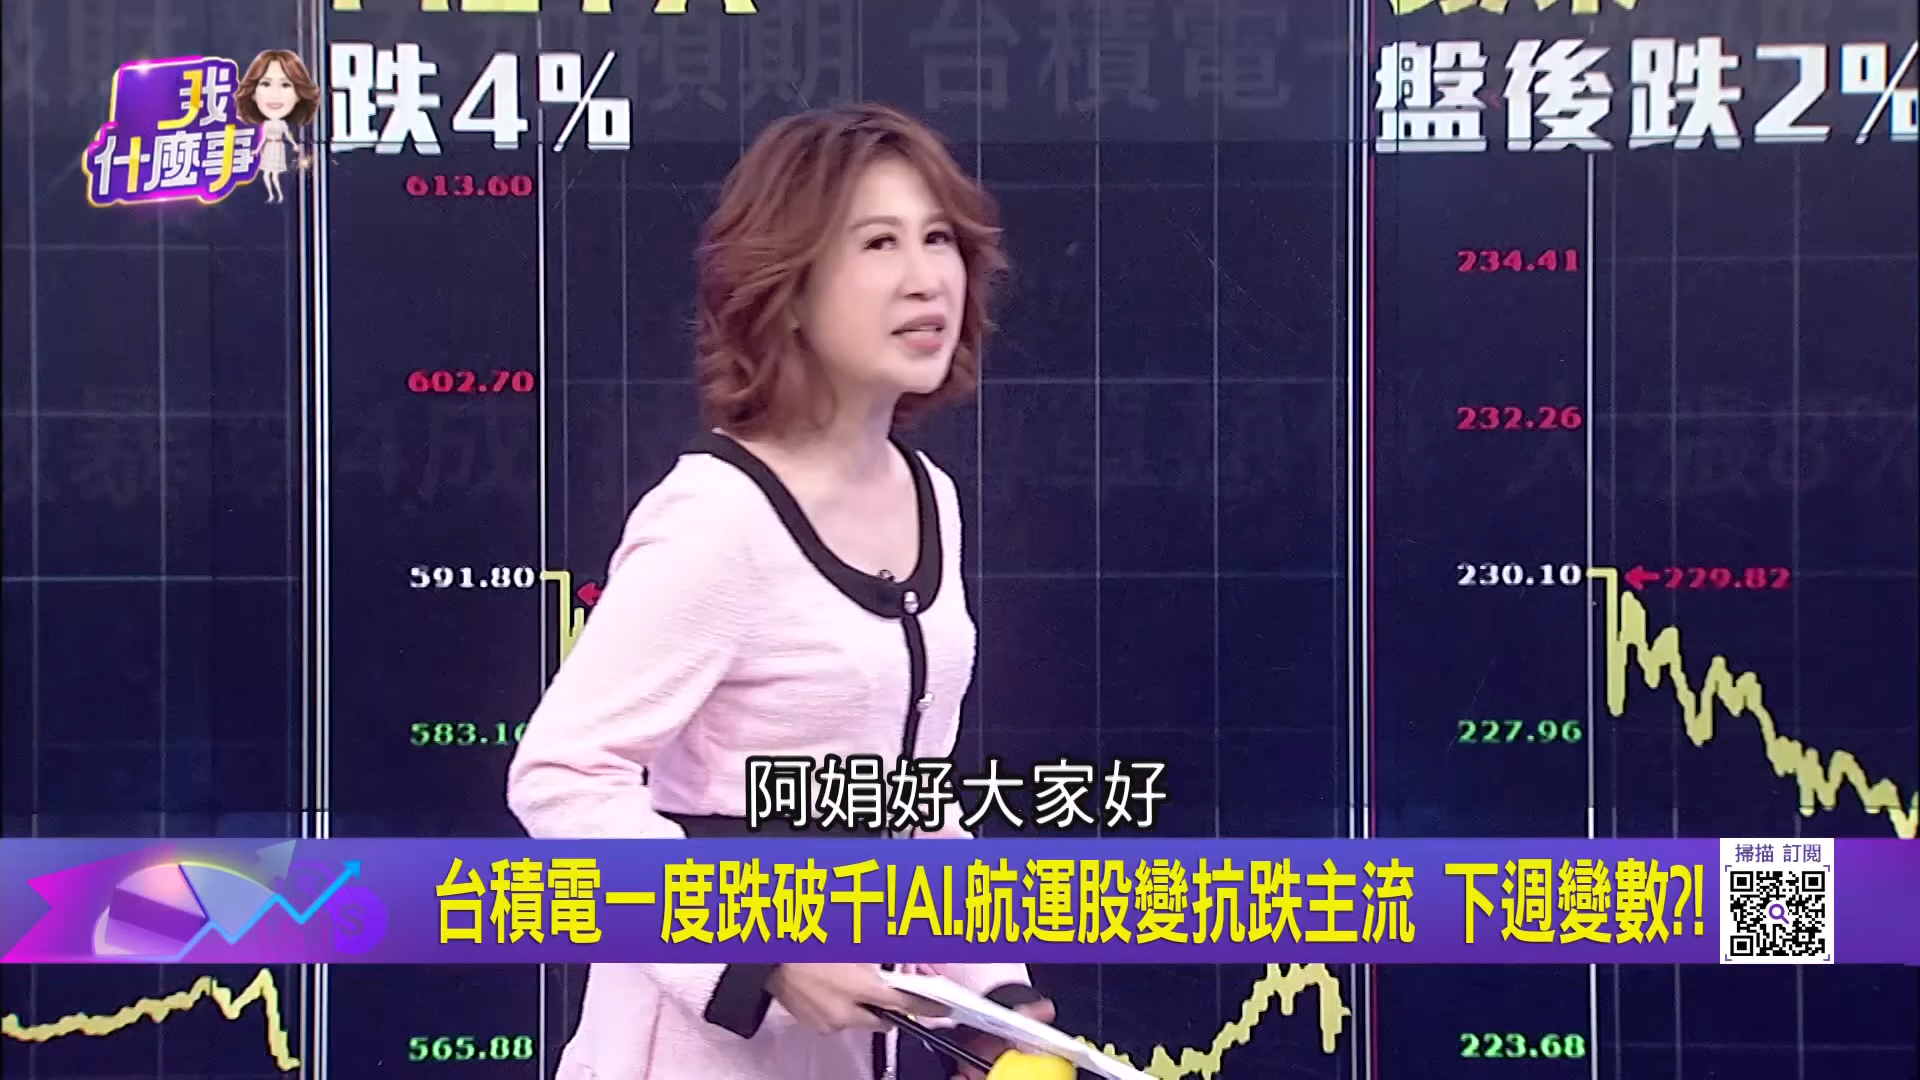 我
什麼事
跌4%
盤後跌2%
613.60
602.70
591.80
583.1
565.88
234.41
232.26
230.10
229.82
227.96
223.68
阿娟好大家好
台積電一度跌破千!AI.航運股變抗跌主流 下週變數?!
掃描 訂閱